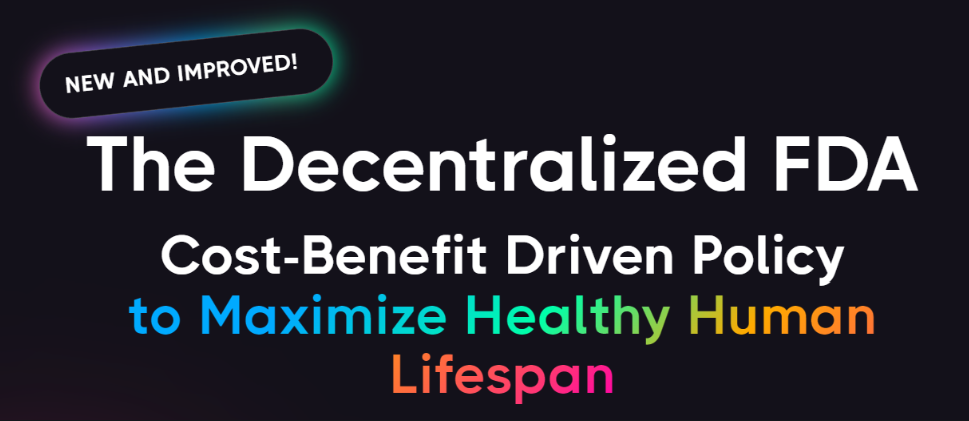 NEW AND IMPROVED!
The Decentralized FDA
Cost-Benefit Driven Policy
to Maximize Healthy Human
Lifespan